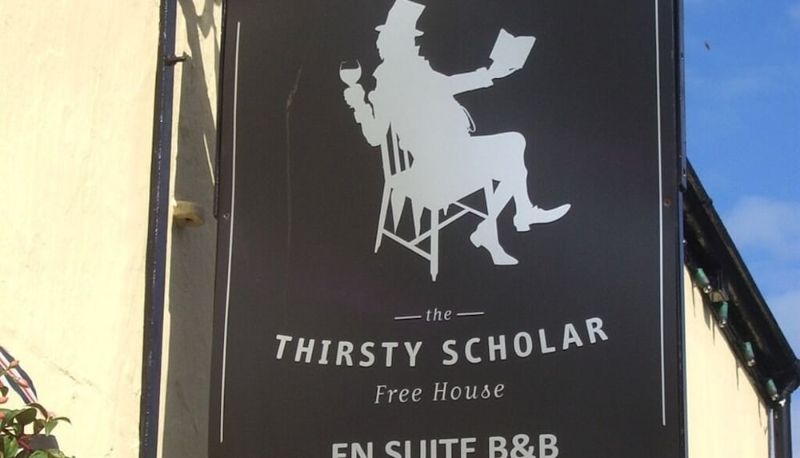 the
THIRSTY SCHOLAR
Free House
EN SUITE B&B